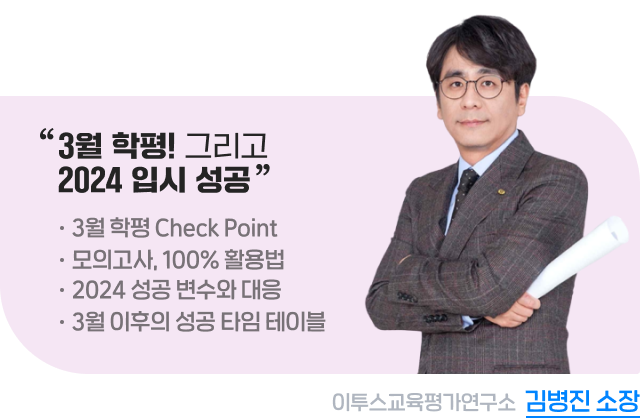 “ 3월 학평! 그리고
2024 입시 성공 ”
· 3월 학평 Check Point
· 모의고사, 100% 활용법
· 2024 성공 변수와 대응
· 3월 이후의 성공 타임 테이블
이투스교육평가연구소 김병진 소장